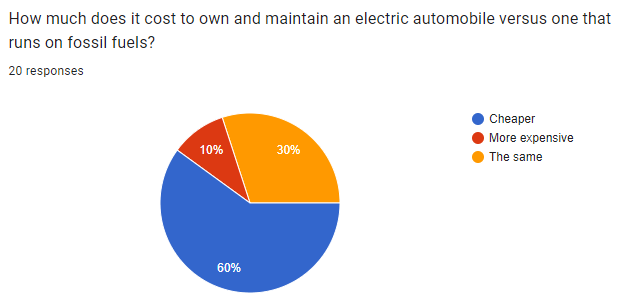 How much does it cost to own and maintain an electric automobile versus one that
runs on fossil fuels?
20 responses
Cheaper
More expensive
The same
10%
30%
60%